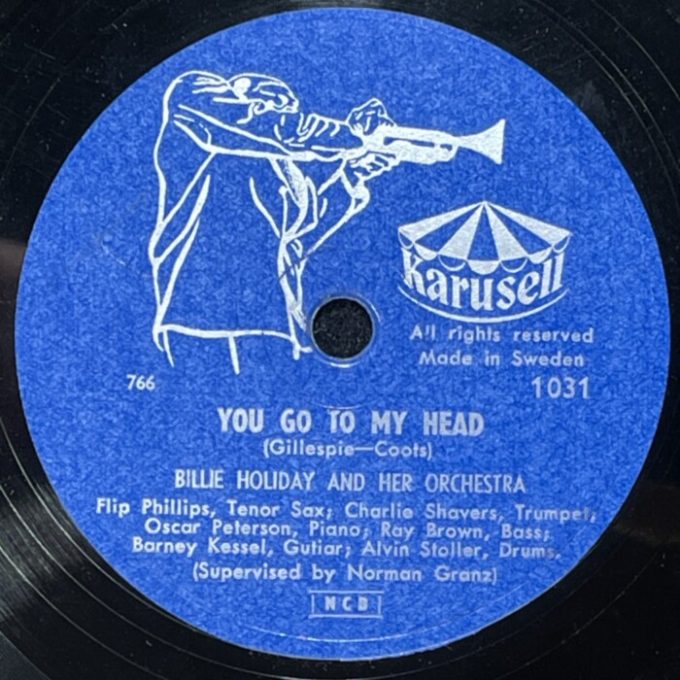 Karusell
All rights reserved
Made in Sweden
766
1031
YOU GO TO MY HEAD
(Gillespie—Coots)
BILLIE HOLIDAY AND HER ORCHESTRA
Flip Phillips, Tenor Sax; Charlie Shavers, Trumpet;
Oscar Peterson, Piano; Ray Brown, Bass;
Barney Kessel, Gutiar; Alvin Stoller, Drums.
(Supervised by Norman Granz)
NCB